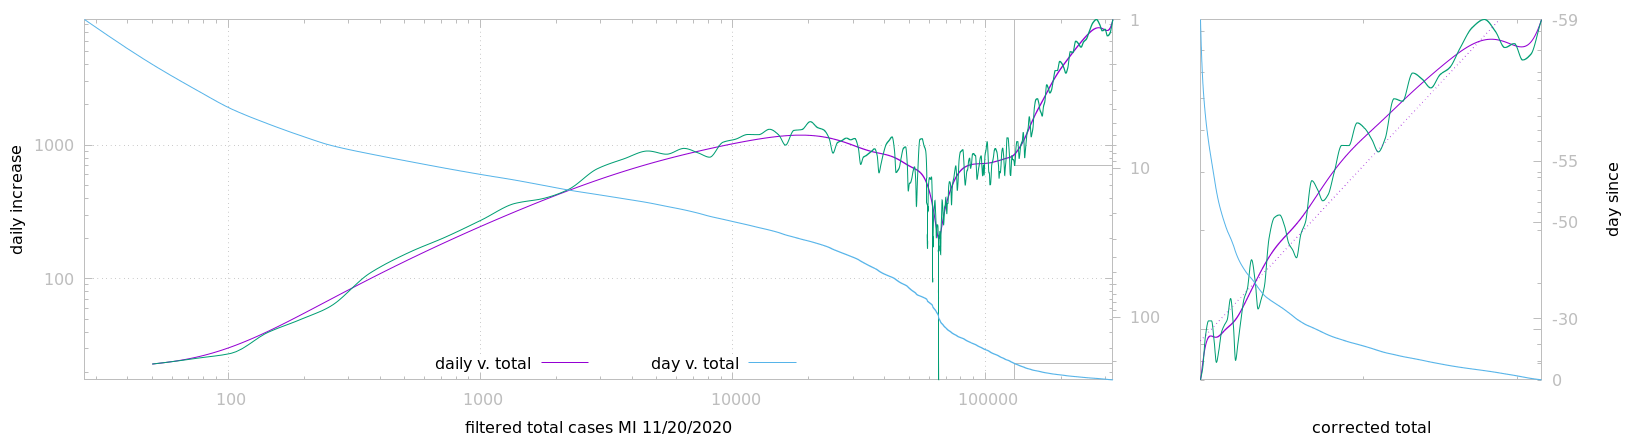 1
-59
1000
10
-55
daily increase
day since
-50
100
100
-30
daily v. total
day v. total
0
100
1000
10000
100000
filtered total cases MI 11/20/2020
corrected total